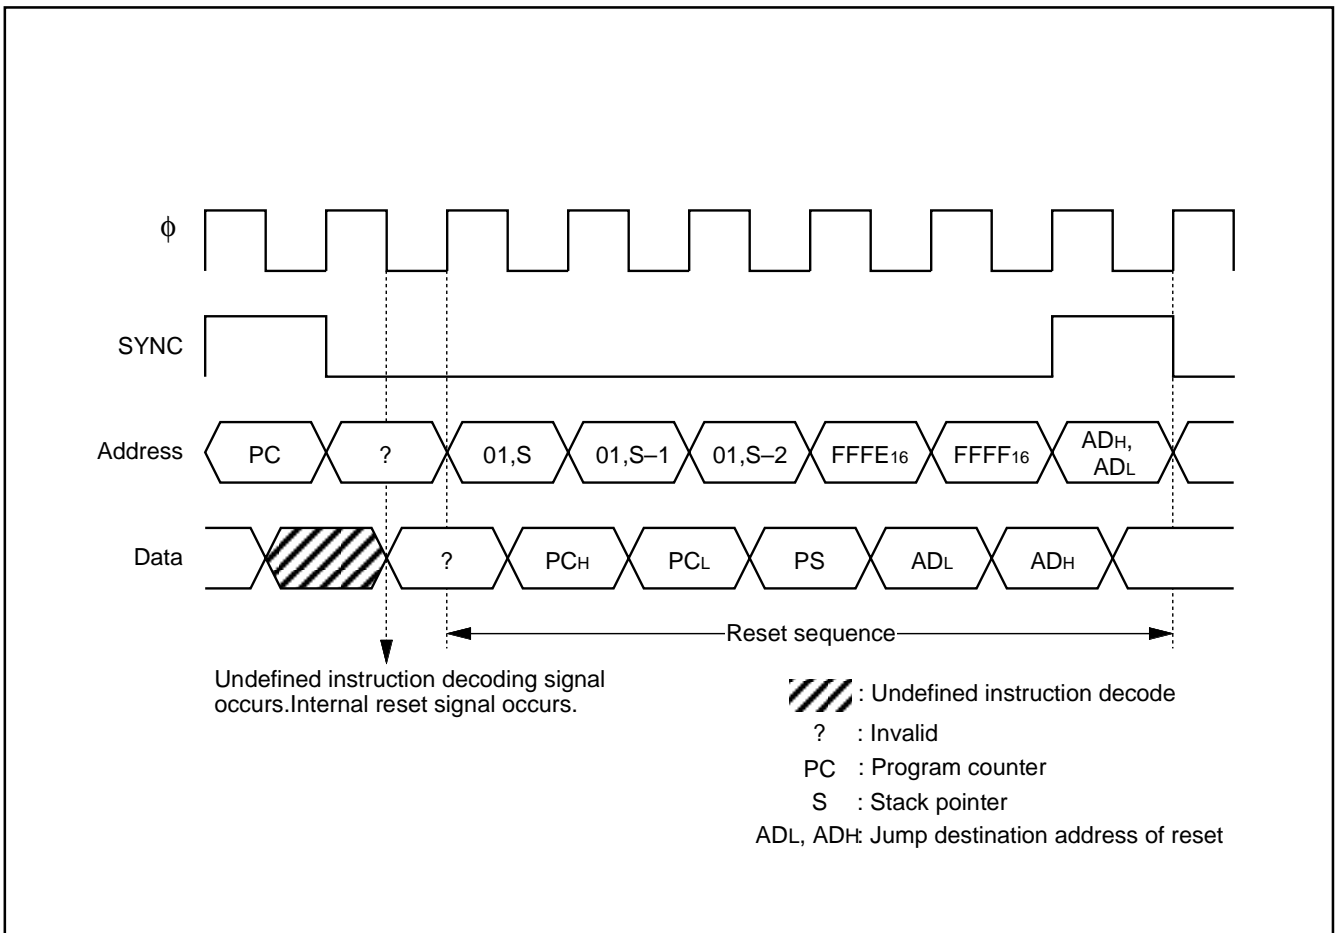 ϕ
SYNC
Address PC ? 01,S 01,S–1 01,S–2 FFFE16 FFFF16 ADH, ADL
Data ? PCH PCL PS ADL ADH
Reset sequence
Undefined instruction decoding signal
occurs.Internal reset signal occurs.
: Undefined instruction decode
? : Invalid
PC : Program counter
S : Stack pointer
ADL, ADH: Jump destination address of reset